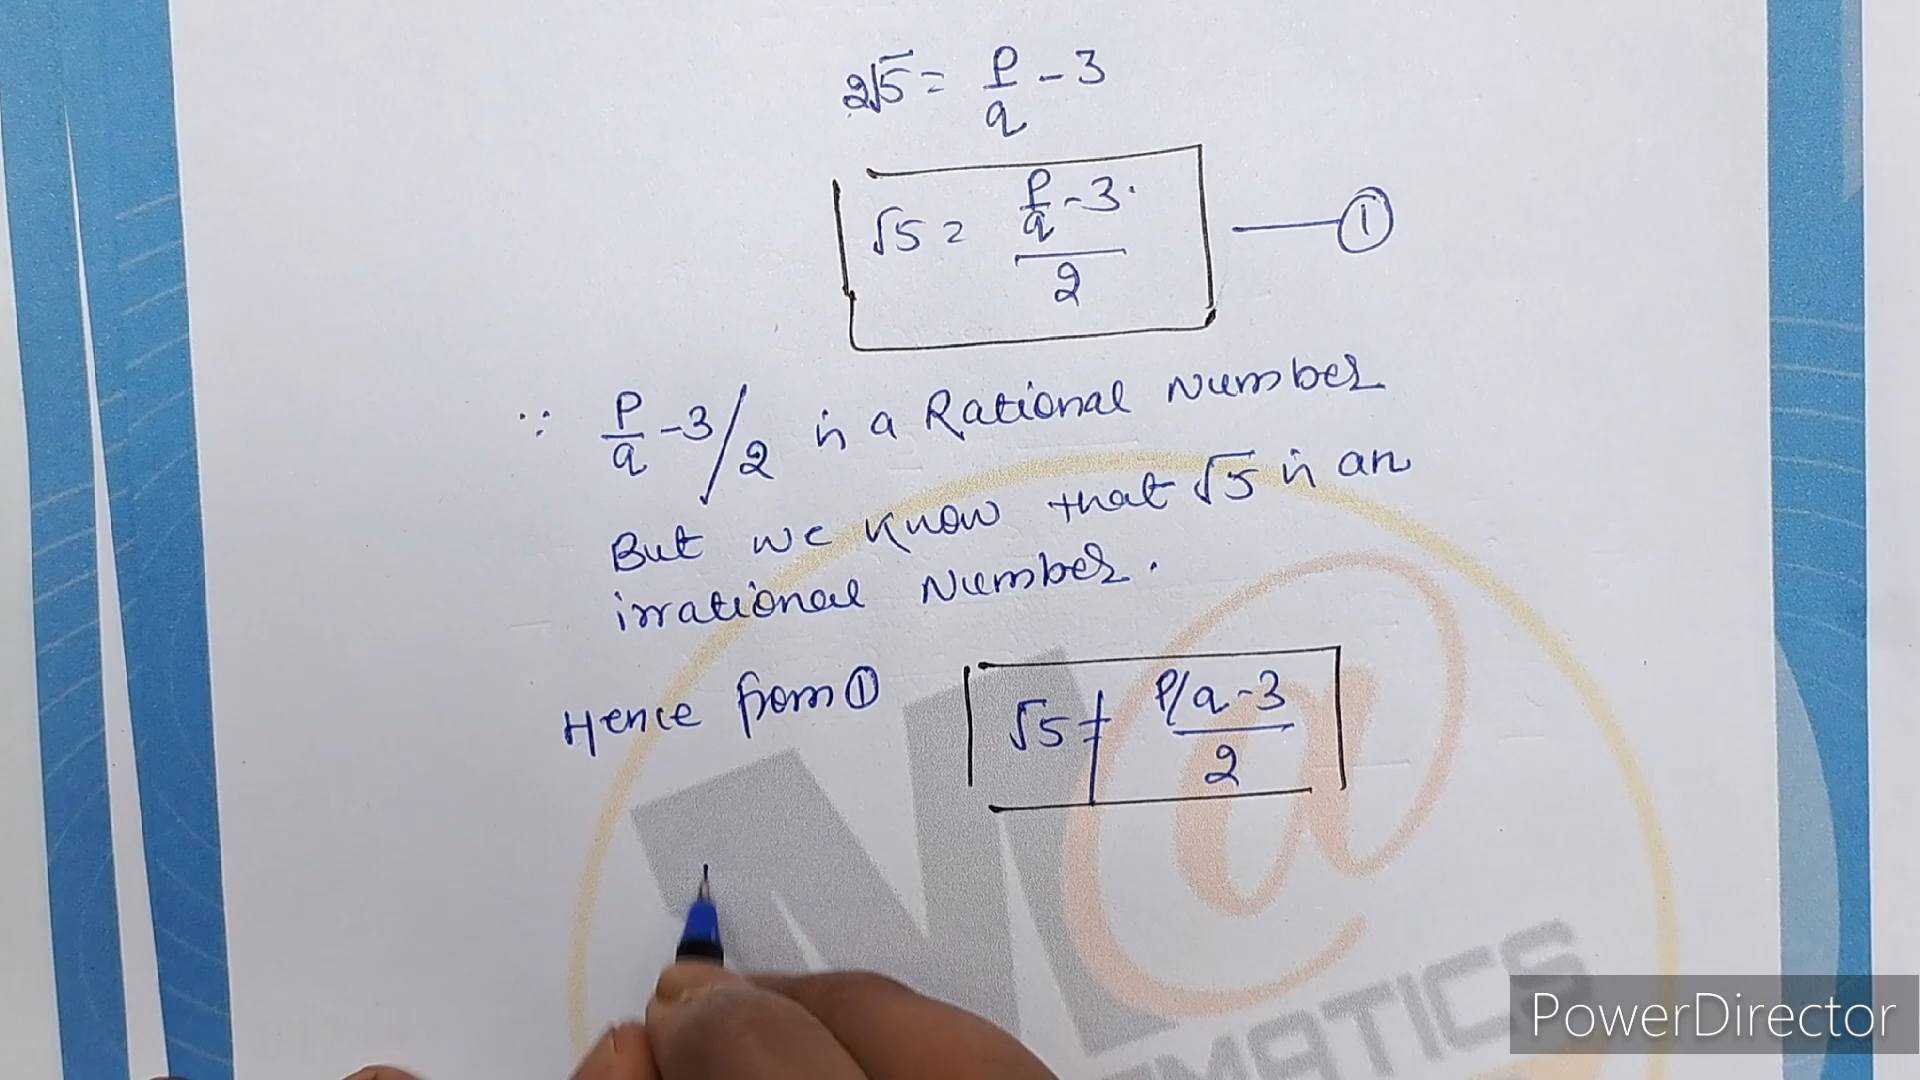 2√5 = p/q - 3
√5 = (p/q - 3)/2 —— ①
∵ p/q - 3/2 is a Rational Number
But we know that √5 is an
irrational Number.
Hence from ① √5 ≠ (p/q - 3)/2
M@
EMATICS
PowerDirector